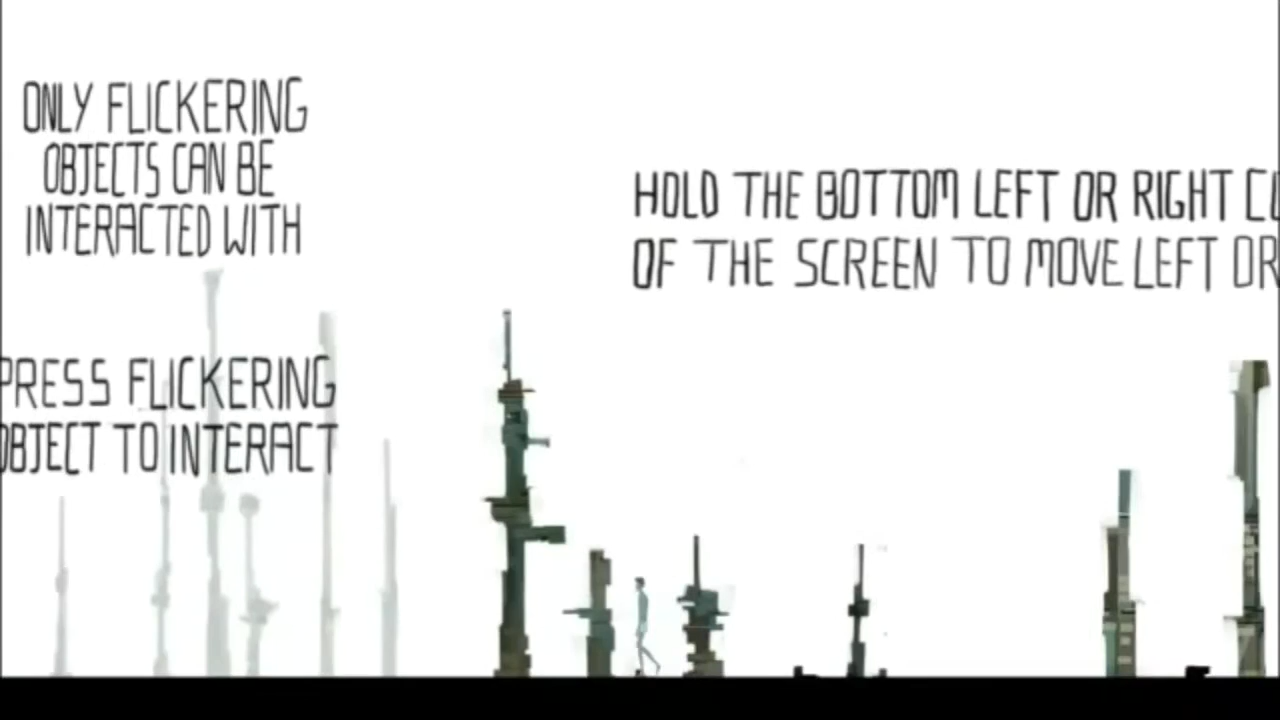 ONLY FLICKERING
OBJECTS CAN BE
INTERACTED WITH
PRESS FLICKERING
OBJECT TO INTERACT
HOLD THE BOTTOM LEFT OR RIGHT
OF THE SCREEN TO MOVE LEFT OR